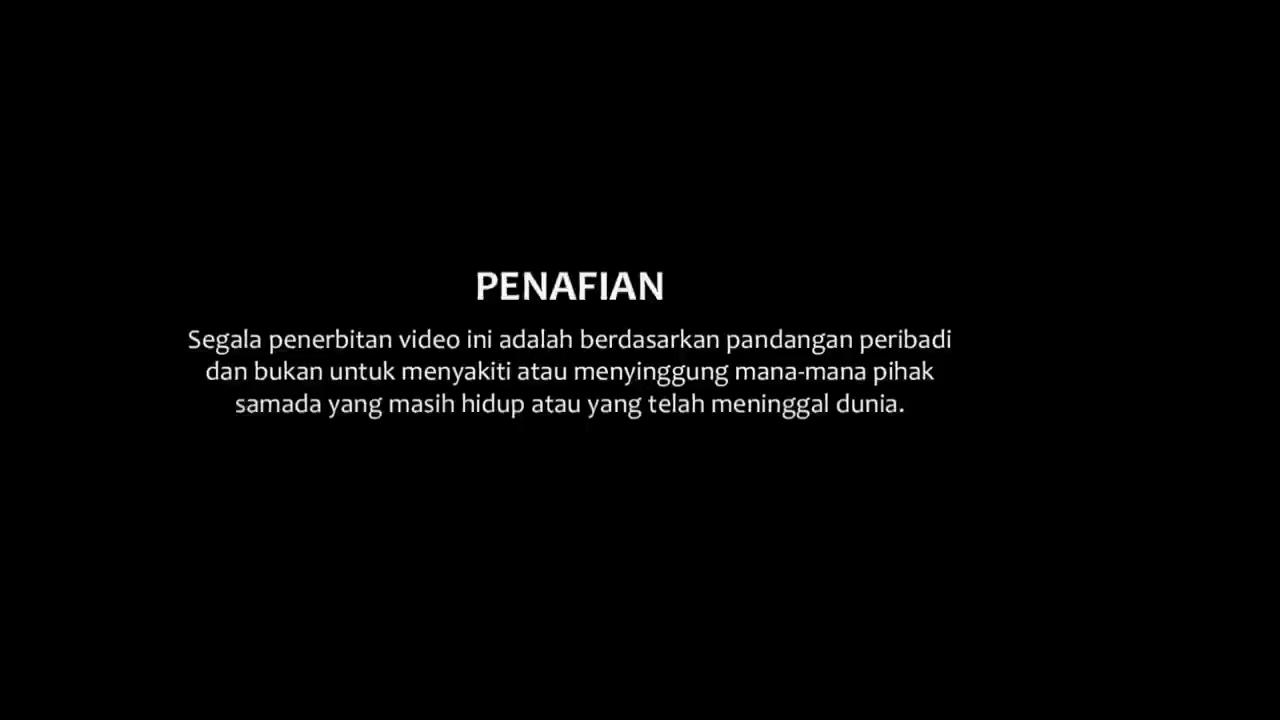 PENAFIAN
Segala penerbitan video ini adalah berdasarkan pandangan peribadi
dan bukan untuk menyakiti atau menyinggung mana-mana pihak
samada yang masih hidup atau yang telah meninggal dunia.